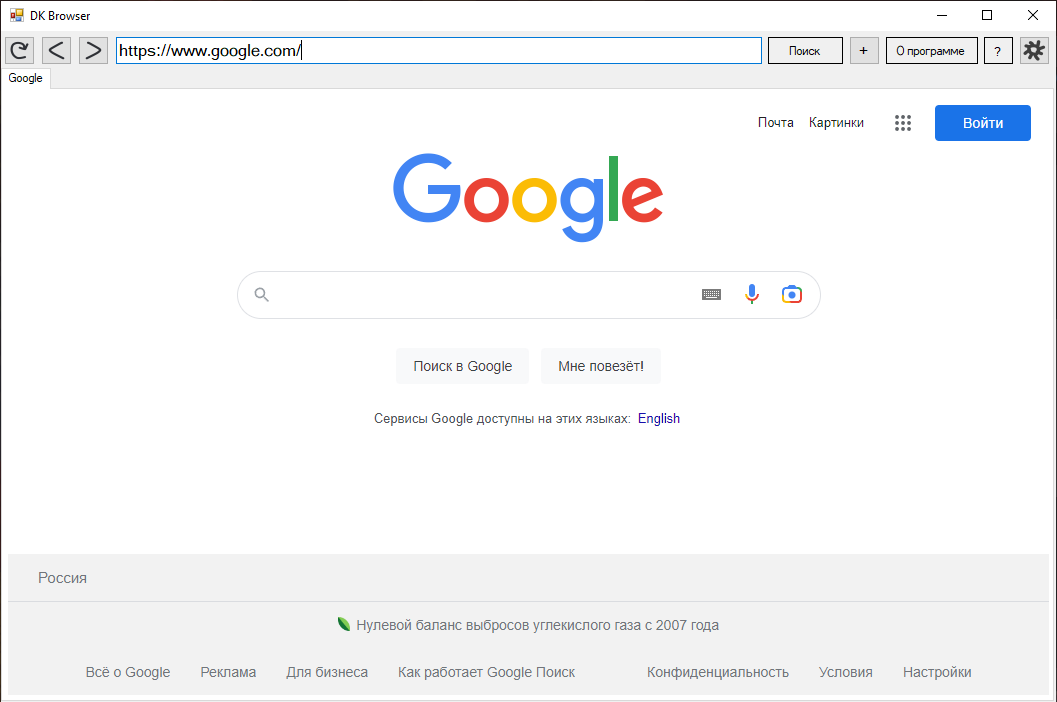 DK Browser
https://www.google.com/ Поиск + О программе ?
Google
Почта Картинки Войти
Google
Поиск в Google Мне повезёт!
Сервисы Google доступны на этих языках: English
Россия
Нулевой баланс выбросов углекислого газа с 2007 года
Всё о Google Реклама Для бизнеса Как работает Google Поиск Конфиденциальность Условия Настройки